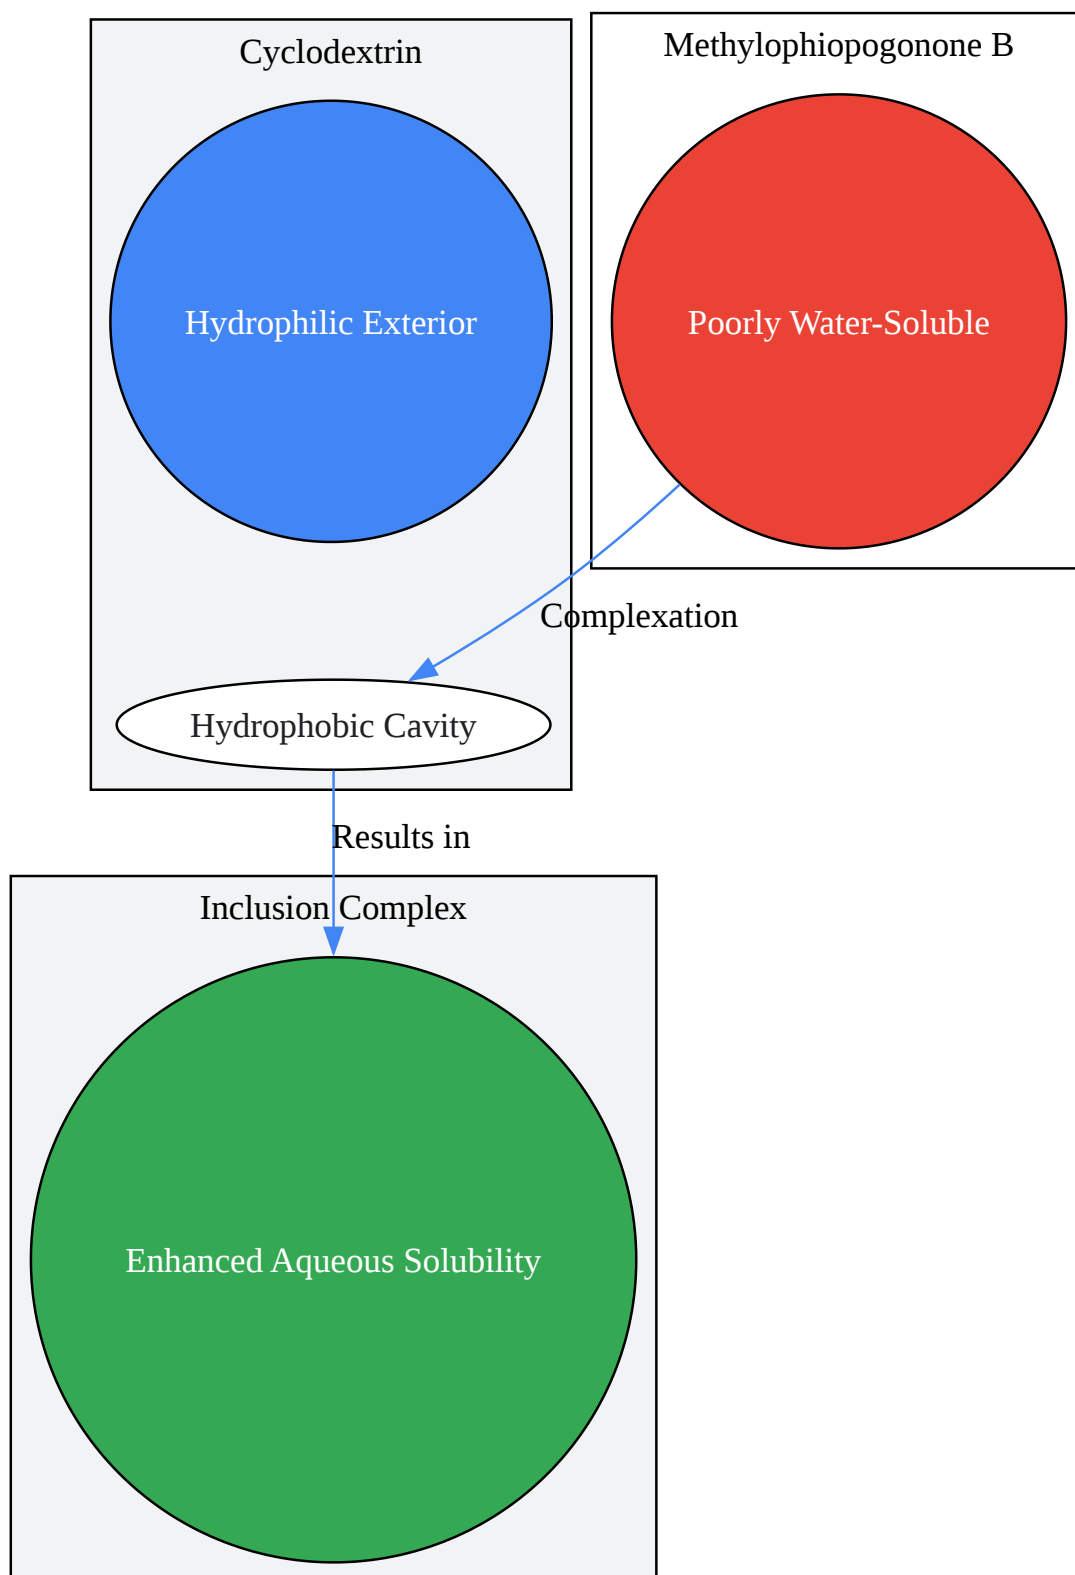 Cyclodextrin
Methylophiopogonone B
Hydrophilic Exterior
Poorly Water-Soluble
Complexation
Hydrophobic Cavity
Results in
Inclusion Complex
Enhanced Aqueous Solubility